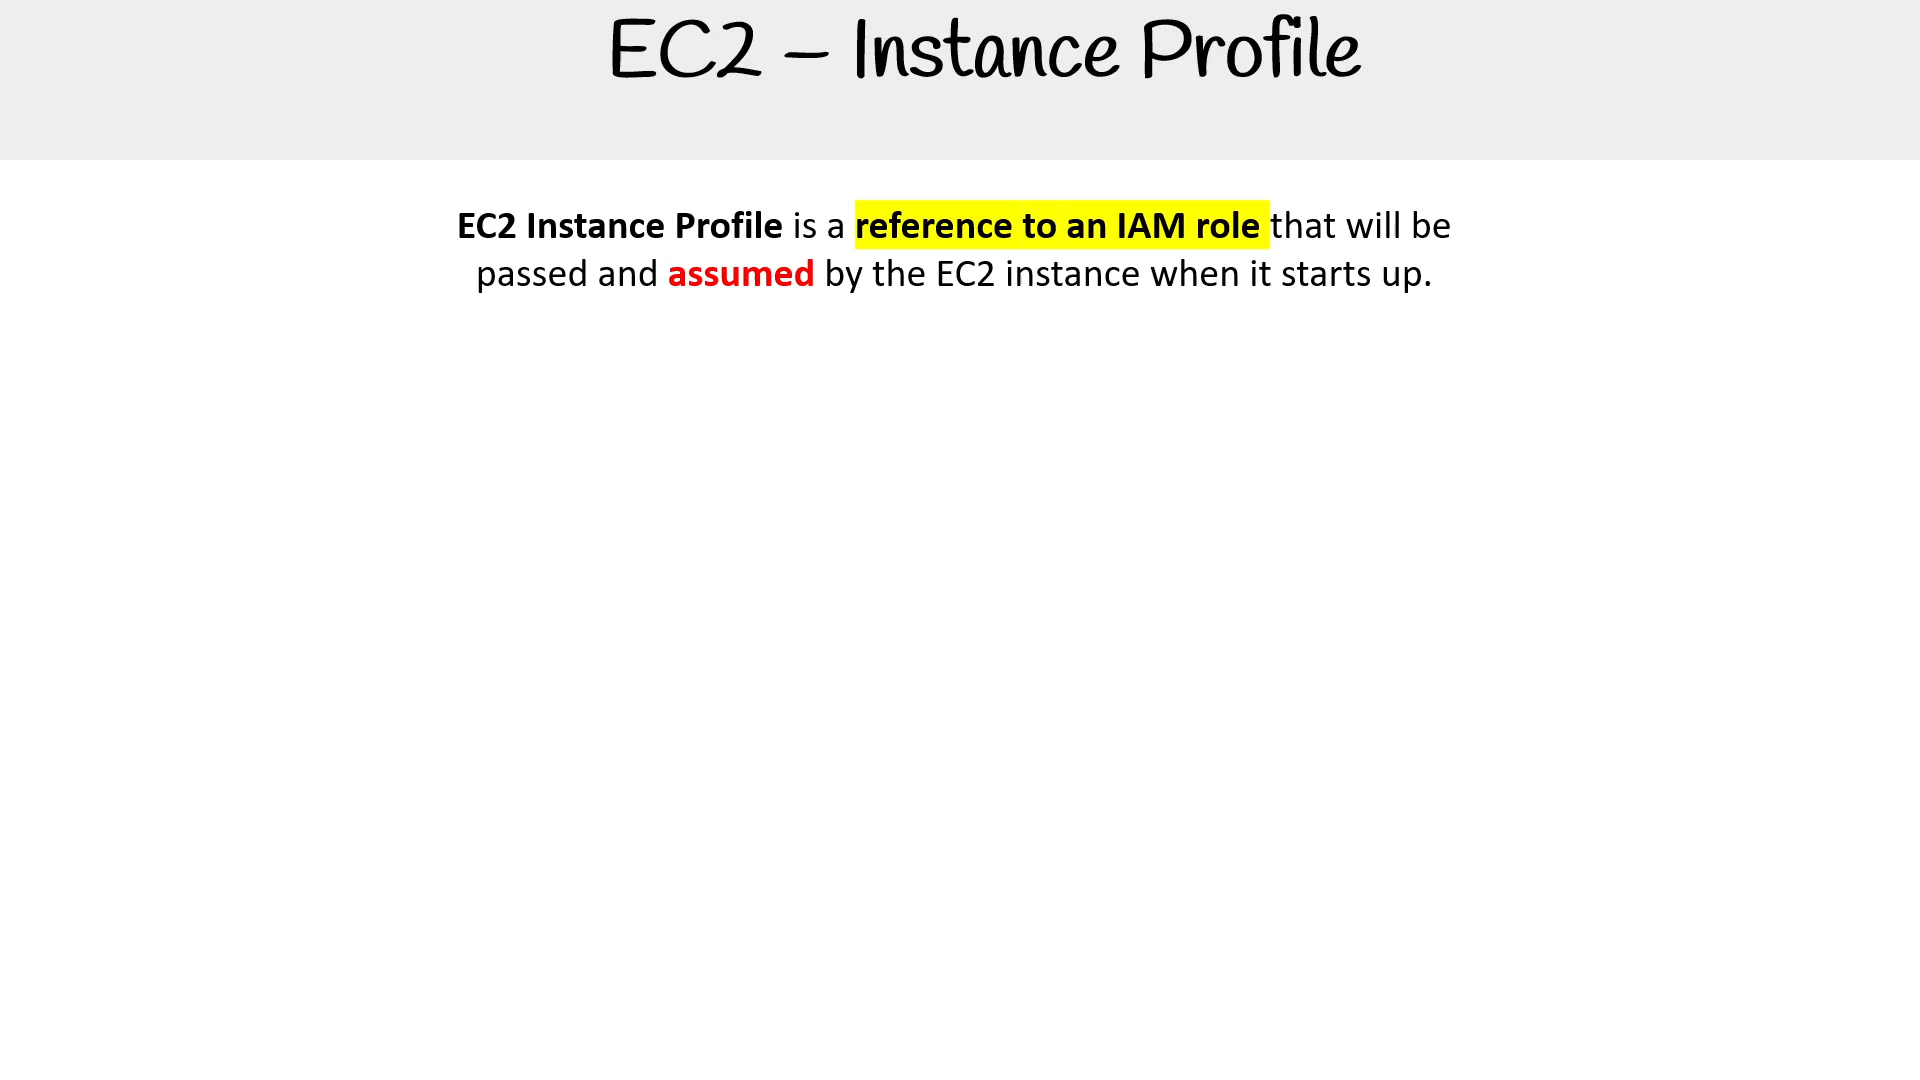 EC2 – Instance Profile
EC2 Instance Profile is a reference to an IAM role that will be
passed and assumed by the EC2 instance when it starts up.